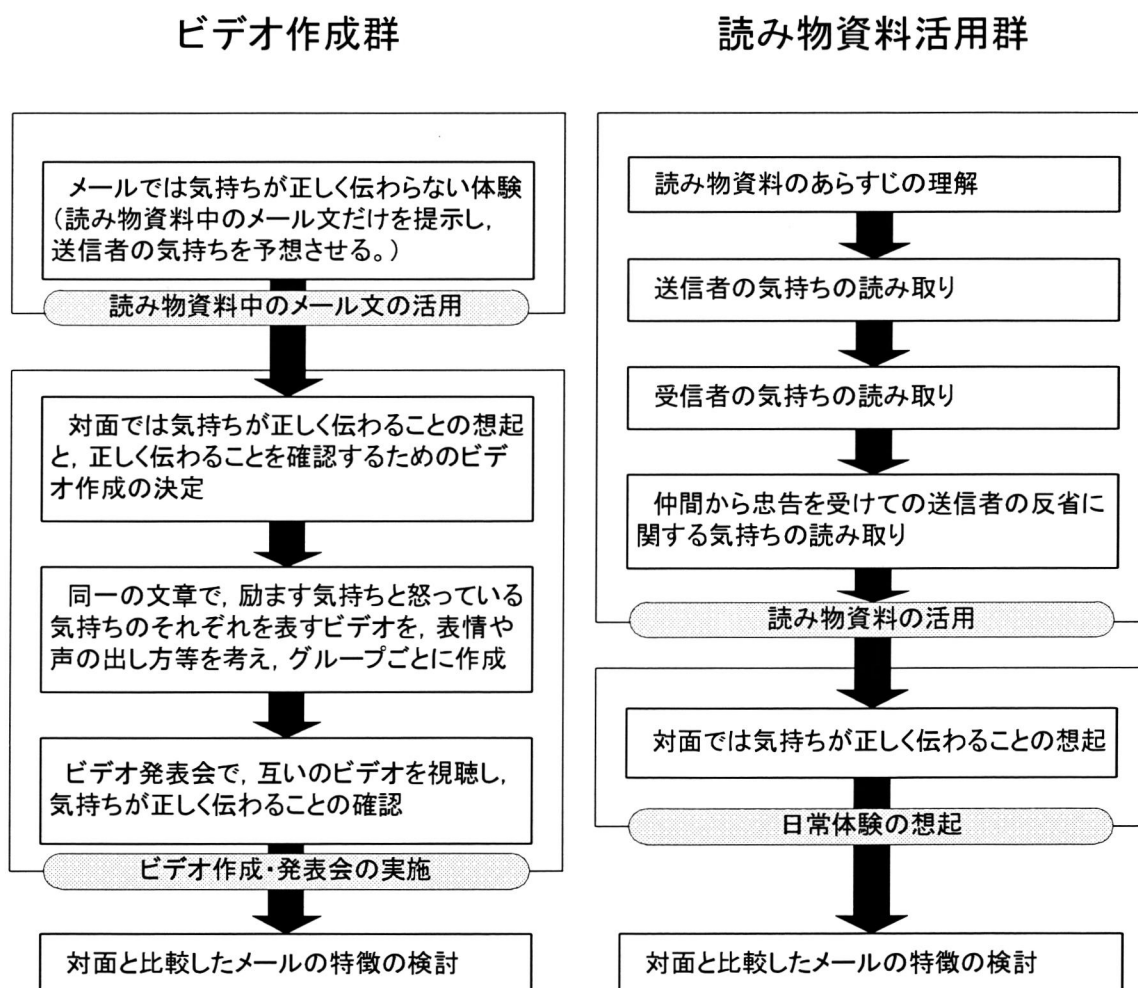 ビデオ作成群
メールでは気持ちが正しく伝わらない体験
(読み物資料中のメール文だけを提示し,
送信者の気持ちを予想させる。)
読み物資料中のメール文の活用
対面では気持ちが正しく伝わることの想起
と, 正しく伝わることを確認するためのビデ
オ作成の決定
同一の文章で, 励ます気持ちと怒っている
気持ちのそれぞれを表すビデオを, 表情や
声の出し方等を考え, グループごとに作成
ビデオ発表会で, 互いのビデオを視聴し,
気持ちが正しく伝わることの確認
ビデオ作成・発表会の実施
対面と比較したメールの特徴の検討
読み物資料活用群
読み物資料のあらすじの理解
送信者の気持ちの読み取り
受信者の気持ちの読み取り
仲間から忠告を受けての送信者の反省に
関する気持ちの読み取り
読み物資料の活用
対面では気持ちが正しく伝わることの想起
日常体験の想起
対面と比較したメールの特徴の検討